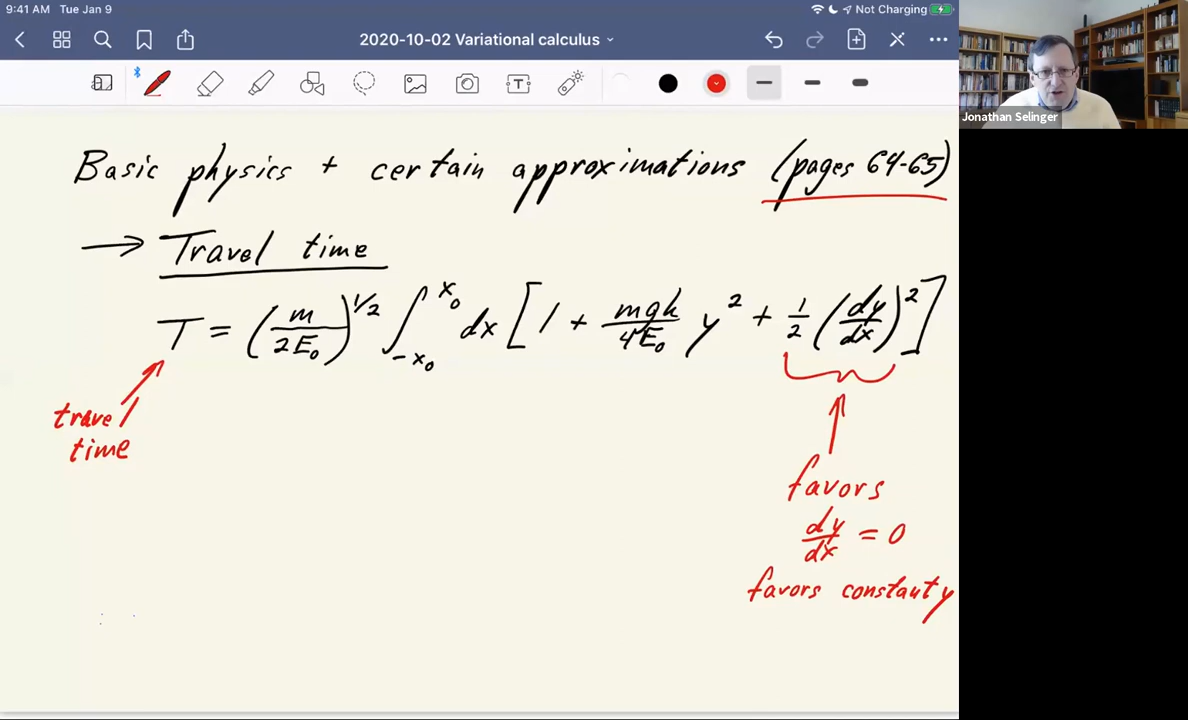 9:41 AM Tue Jan 9
Not Charging
2020-10-02 Variational calculus
Jonathan Selinger
Basic physics + certain approximations (pages 64-65)
→ Travel time
T = (m/2E₀)^1/2 ∫_{-x₀}^{x₀} dx [1 + mgk/4E₀ y² + 1/2 (dy/dx)²]
travel
time
favors
dy/dx = 0
favors constant y